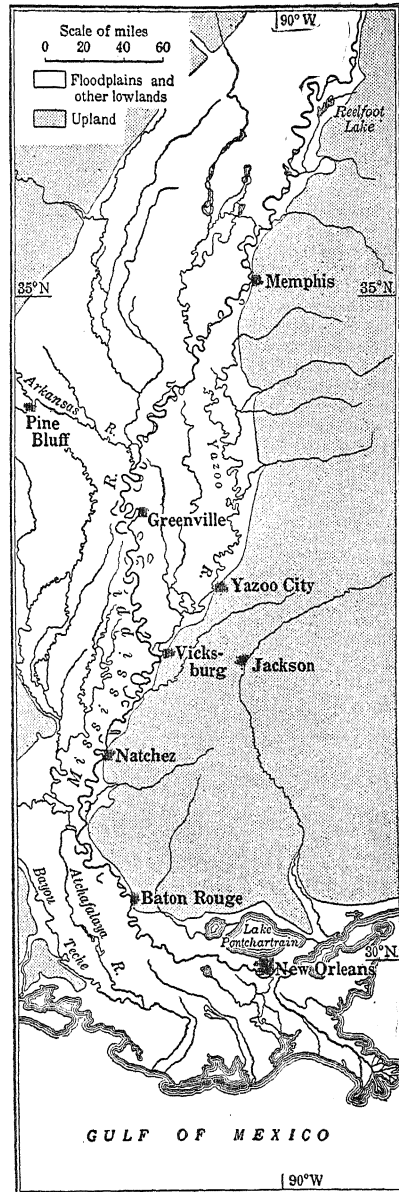 Scale of miles
0 20 40 60
Floodplains and
other lowlands
Upland
90° W
Reelfoot
Lake
Memphis
35°N
35°N
Arkansas R.
Pine
Bluff
Yazoo R.
Greenville
Yazoo City
Mississippi R.
Vicks-
burg
Jackson
Natchez
Baton Rouge
Bayou Teche
Atchafalaya R.
Lake
Pontchartrain
30°N
New Orleans
GULF OF MEXICO
90°W